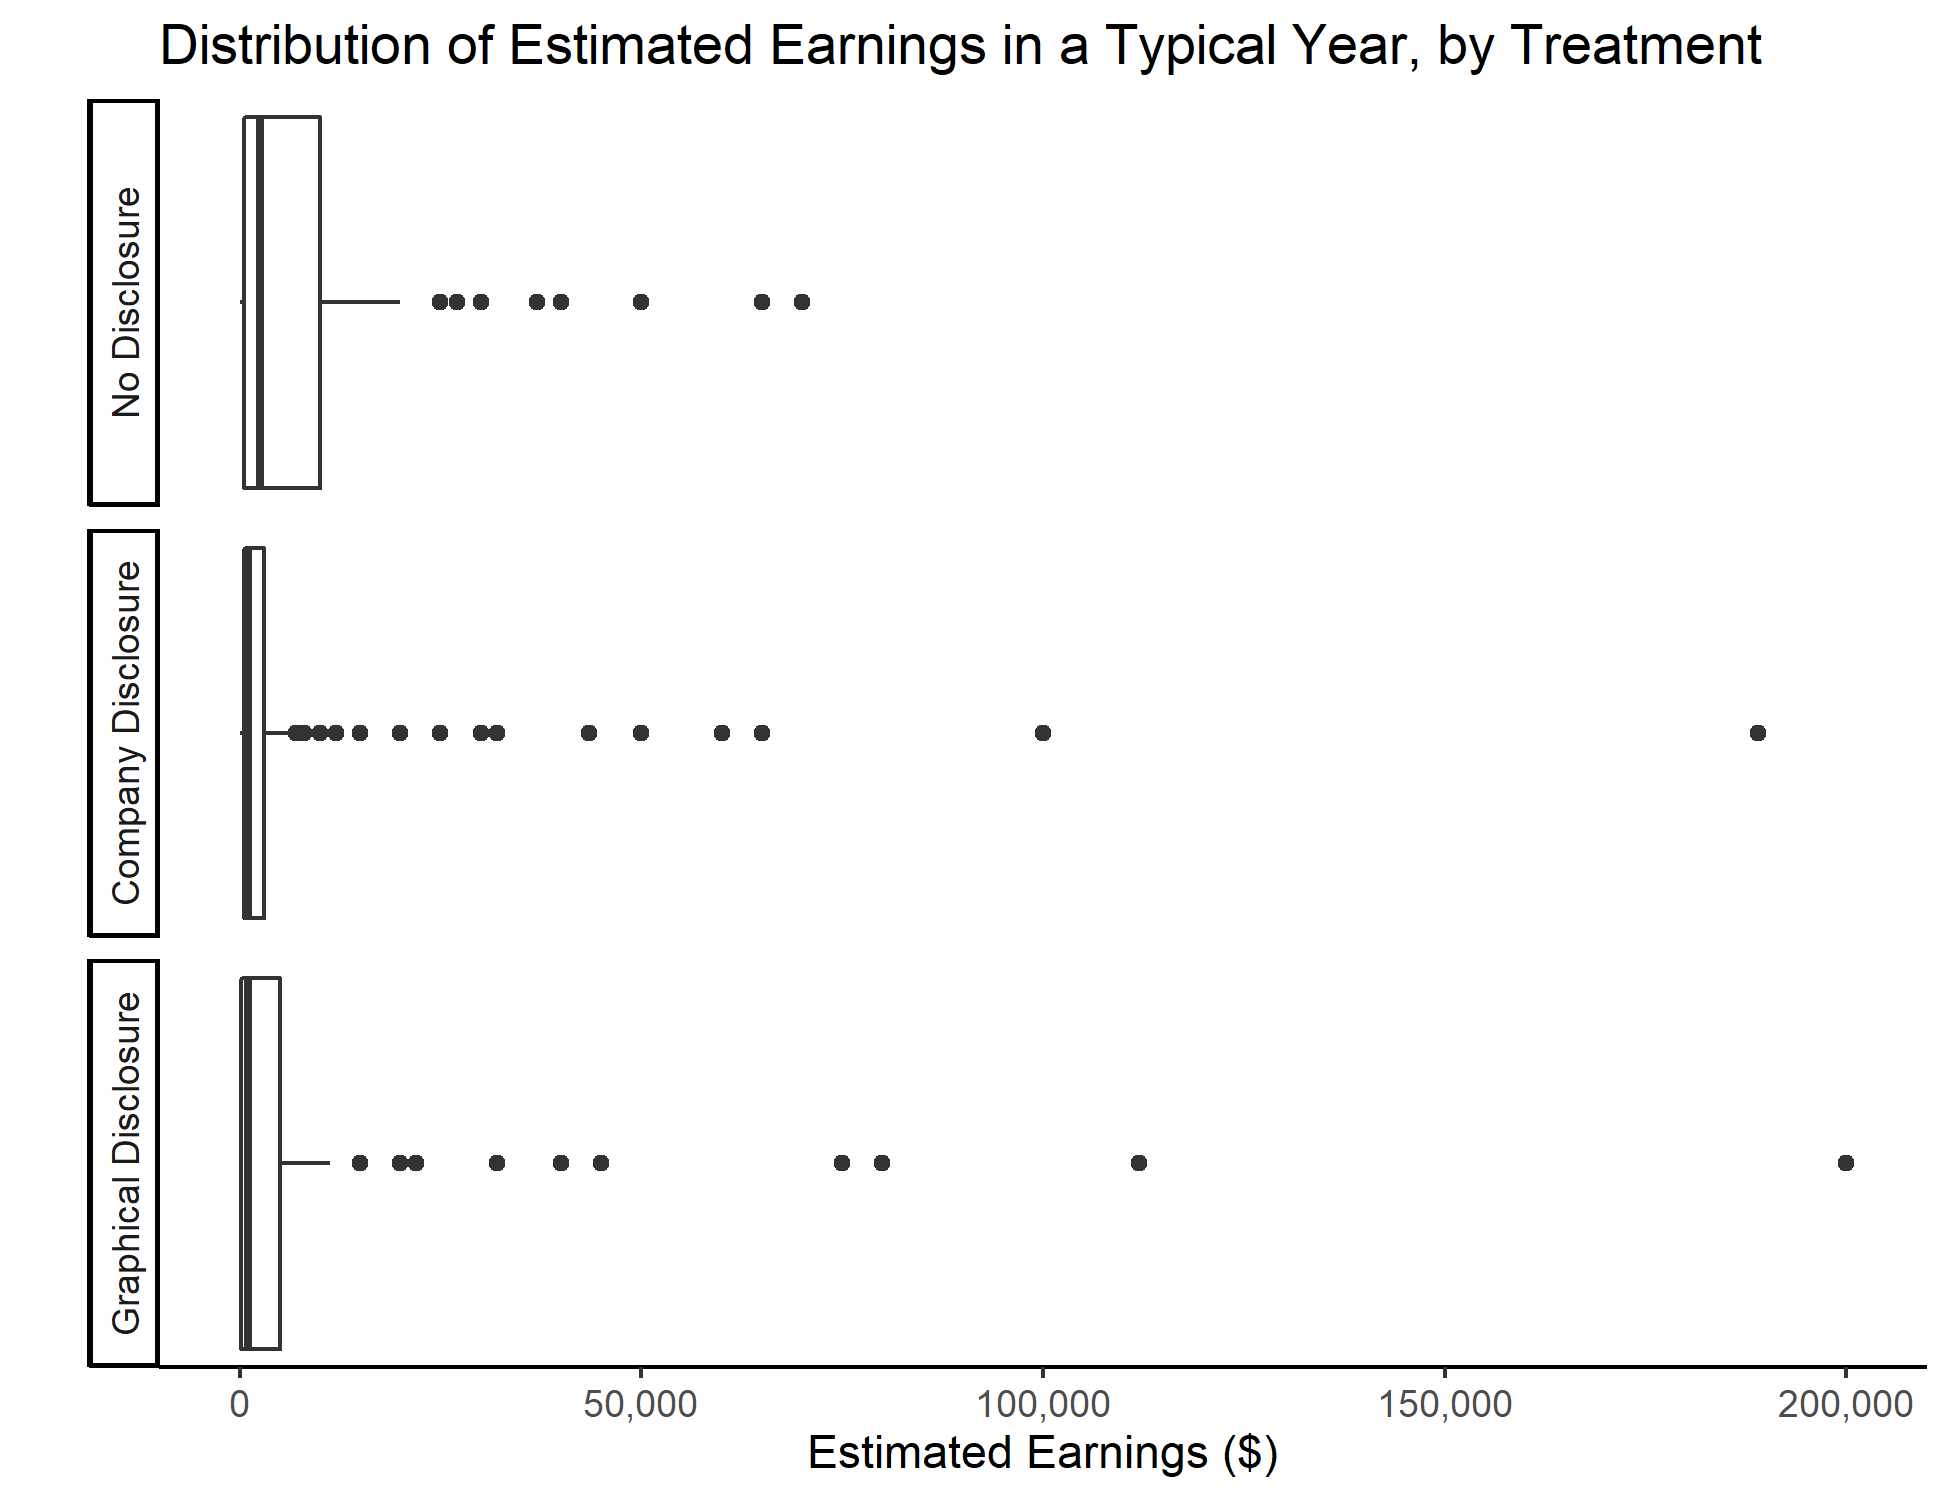 Distribution of Estimated Earnings in a Typical Year, by Treatment
No Disclosure
Company Disclosure
Graphical Disclosure
0
50,000
100,000
150,000
200,000
Estimated Earnings ($)